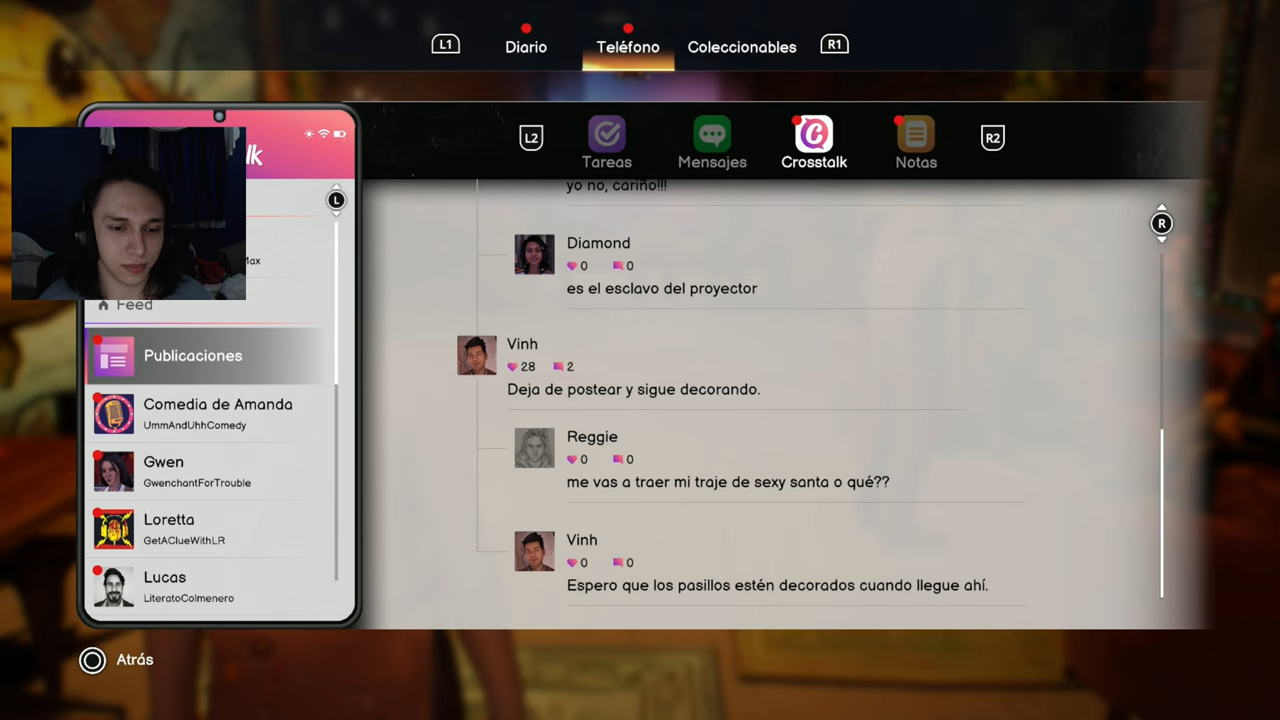 L1
Diario
Teléfono
Coleccionables
R1
L2
Tareas
Mensajes
Crosstalk
Notas
R2
lk
L
ax
Feed
Publicaciones
Comedia de Amanda
UmmAndUhhComedy
Gwen
GwenchantForTrouble
Loretta
GetAClueWithLR
Lucas
LiteratoColmenero
yo no, cariño!!!
R
Diamond
0 0
es el esclavo del proyector
Vinh
28 2
Deja de postear y sigue decorando.
Reggie
0 0
me vas a traer mi traje de sexy santa o qué??
Vinh
0 0
Espero que los pasillos estén decorados cuando llegue ahí.
Atrás